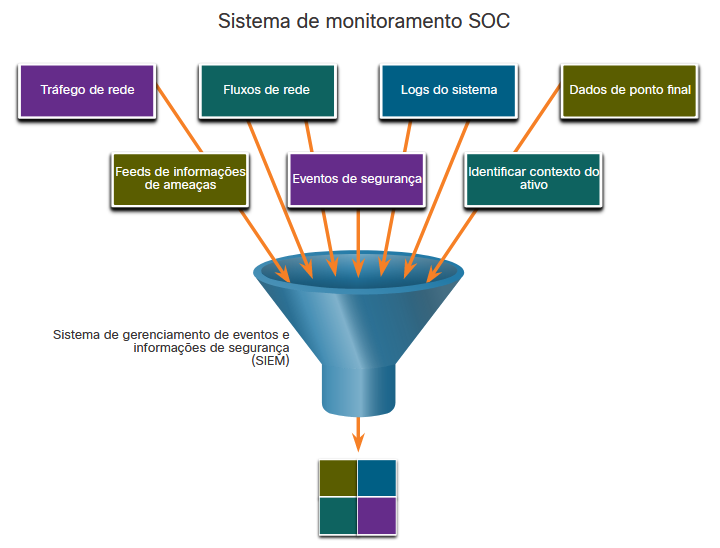 Sistema de monitoramento SOC
Tráfego de rede
Fluxos de rede
Logs do sistema
Dados de ponto final
Feeds de informações
de ameaças
Eventos de segurança
Identificar contexto do
ativo
Sistema de gerenciamento de eventos e
informações de segurança
(SIEM)